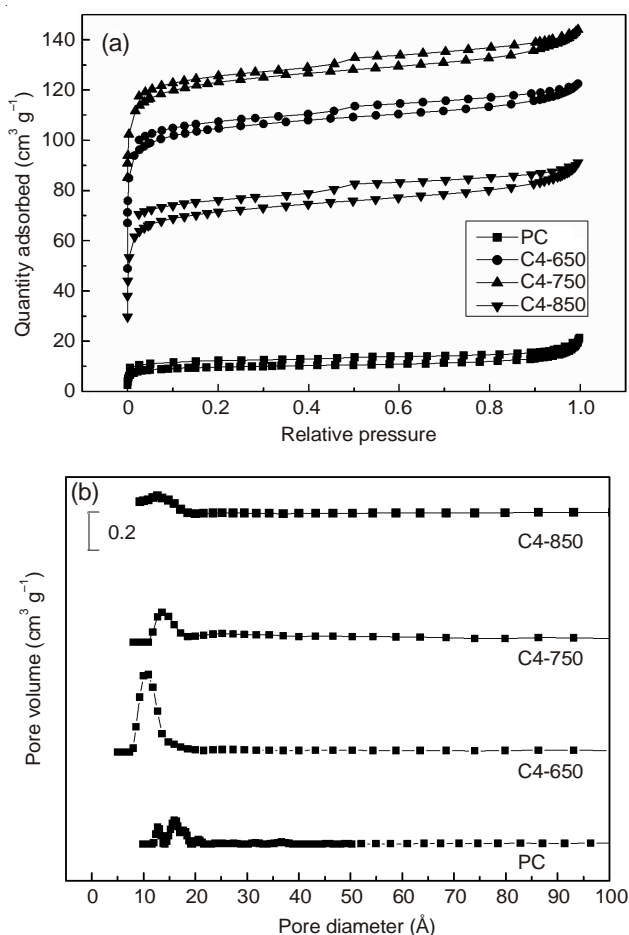 (a)
140
120
100
80
60
40
20
0
Quantity adsorbed (cm³ g⁻¹)
PC
C4-650
C4-750
C4-850
0
0.2
0.4
0.6
0.8
1.0
Relative pressure
(b)
0.2
C4-850
C4-750
C4-650
PC
Pore volume (cm³ g⁻¹)
0
10
20
30
40
50
60
70
80
90
100
Pore diameter (Å)